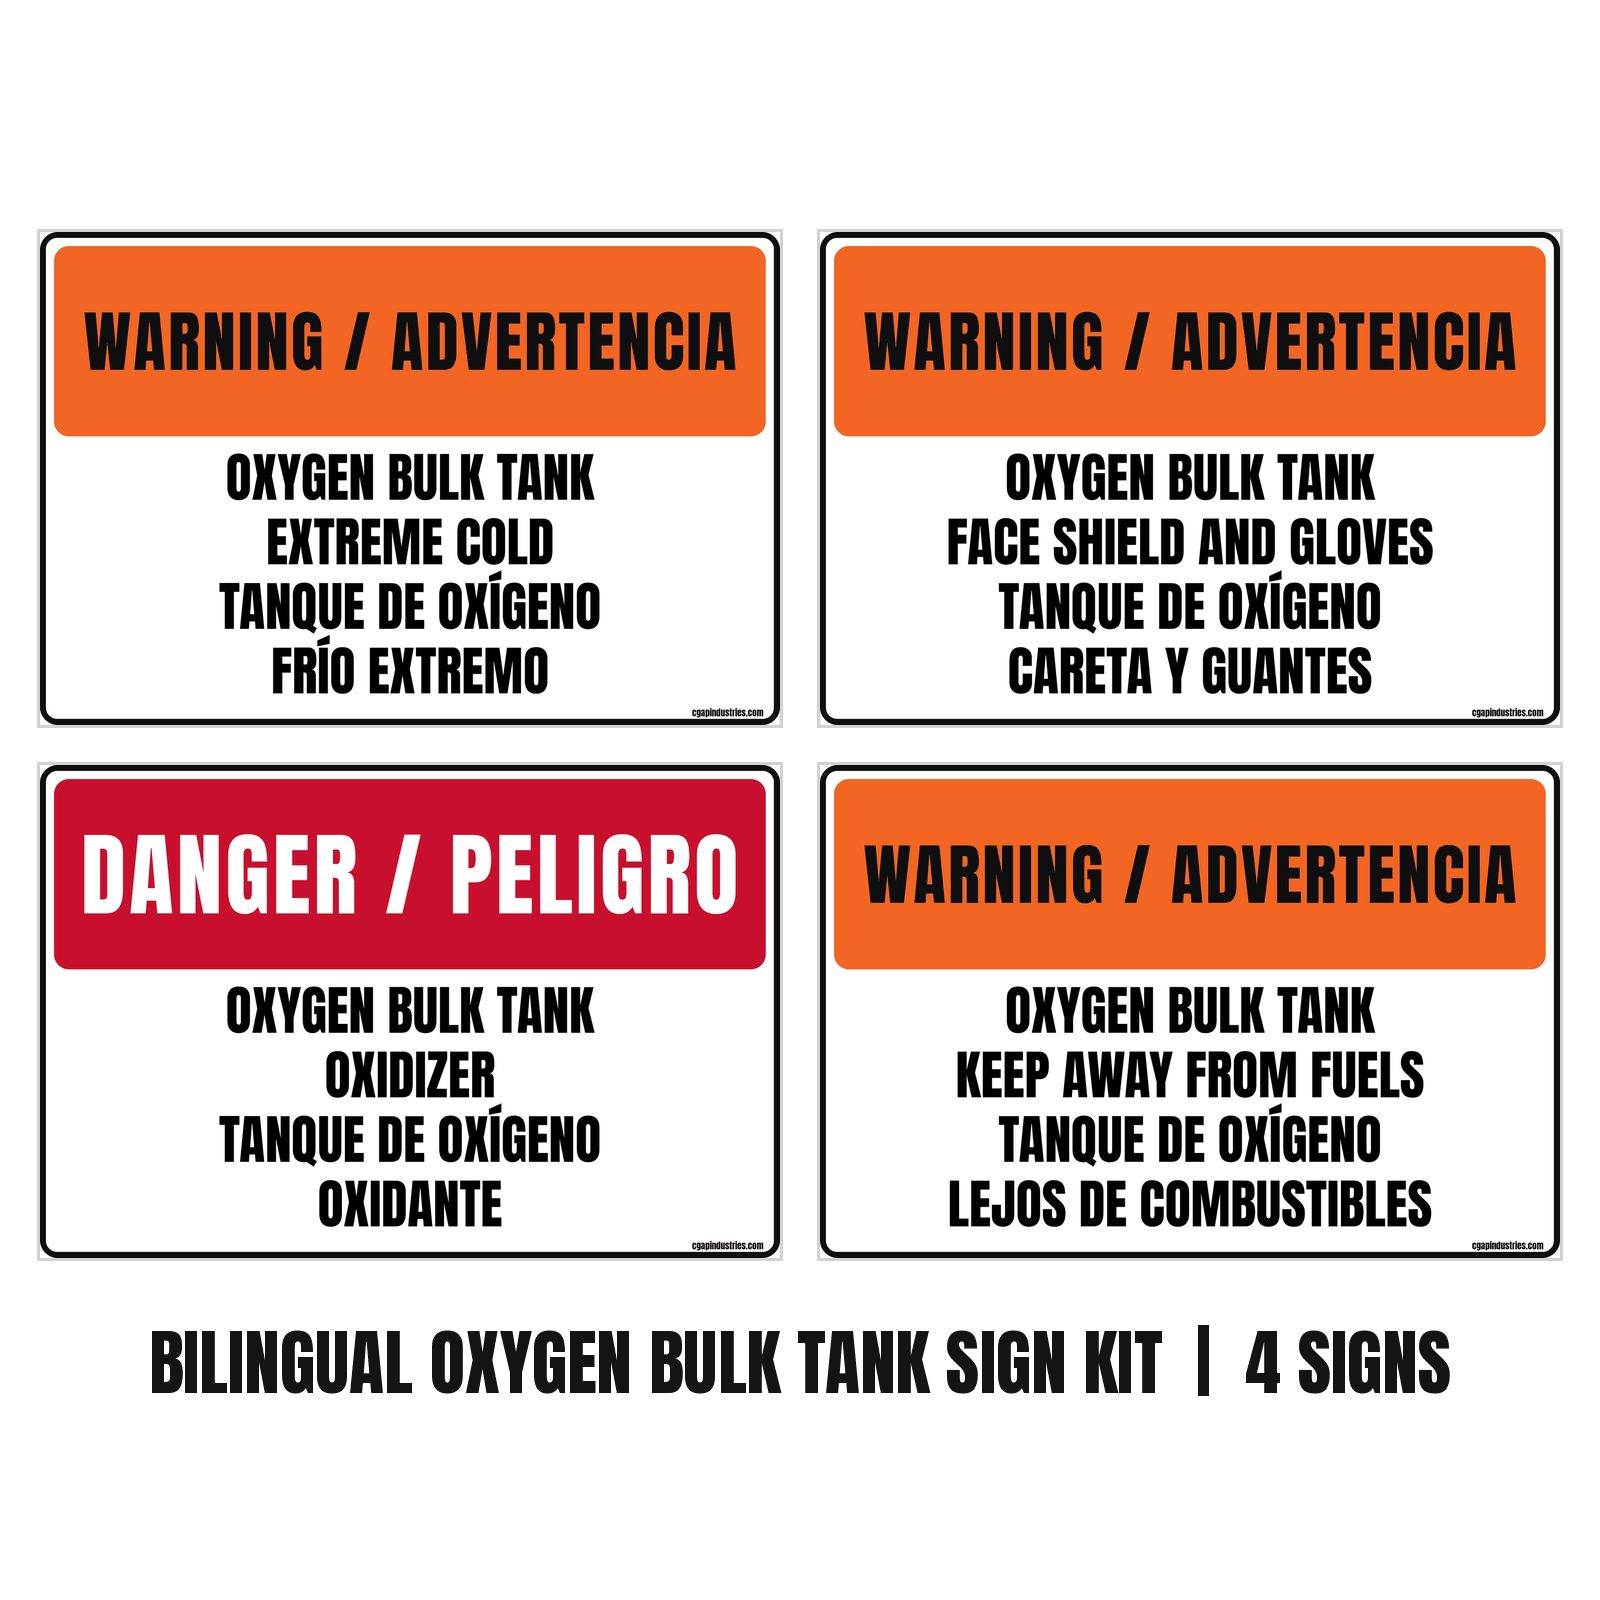 WARNING / ADVERTENCIA
OXYGEN BULK TANK
EXTREME COLD
TANQUE DE OXÍGENO
FRÍO EXTREMO
cgapindustries.com
WARNING / ADVERTENCIA
OXYGEN BULK TANK
FACE SHIELD AND GLOVES
TANQUE DE OXÍGENO
CARETA Y GUANTES
cgapindustries.com
DANGER / PELIGRO
OXYGEN BULK TANK
OXIDIZER
TANQUE DE OXÍGENO
OXIDANTE
cgapindustries.com
WARNING / ADVERTENCIA
OXYGEN BULK TANK
KEEP AWAY FROM FUELS
TANQUE DE OXÍGENO
LEJOS DE COMBUSTIBLES
cgapindustries.com
BILINGUAL OXYGEN BULK TANK SIGN KIT | 4 SIGNS